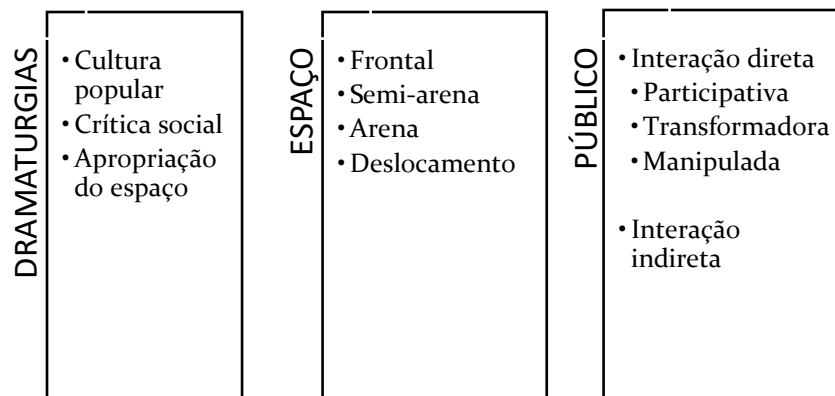 DRAMATURGIAS
• Cultura
popular
• Crítica social
• Apropriação
do espaço
ESPAÇO
• Frontal
• Semi-arena
• Arena
• Deslocamento
PÚBLICO
• Interação direta
• Participativa
• Transformadora
• Manipulada
• Interação
indireta